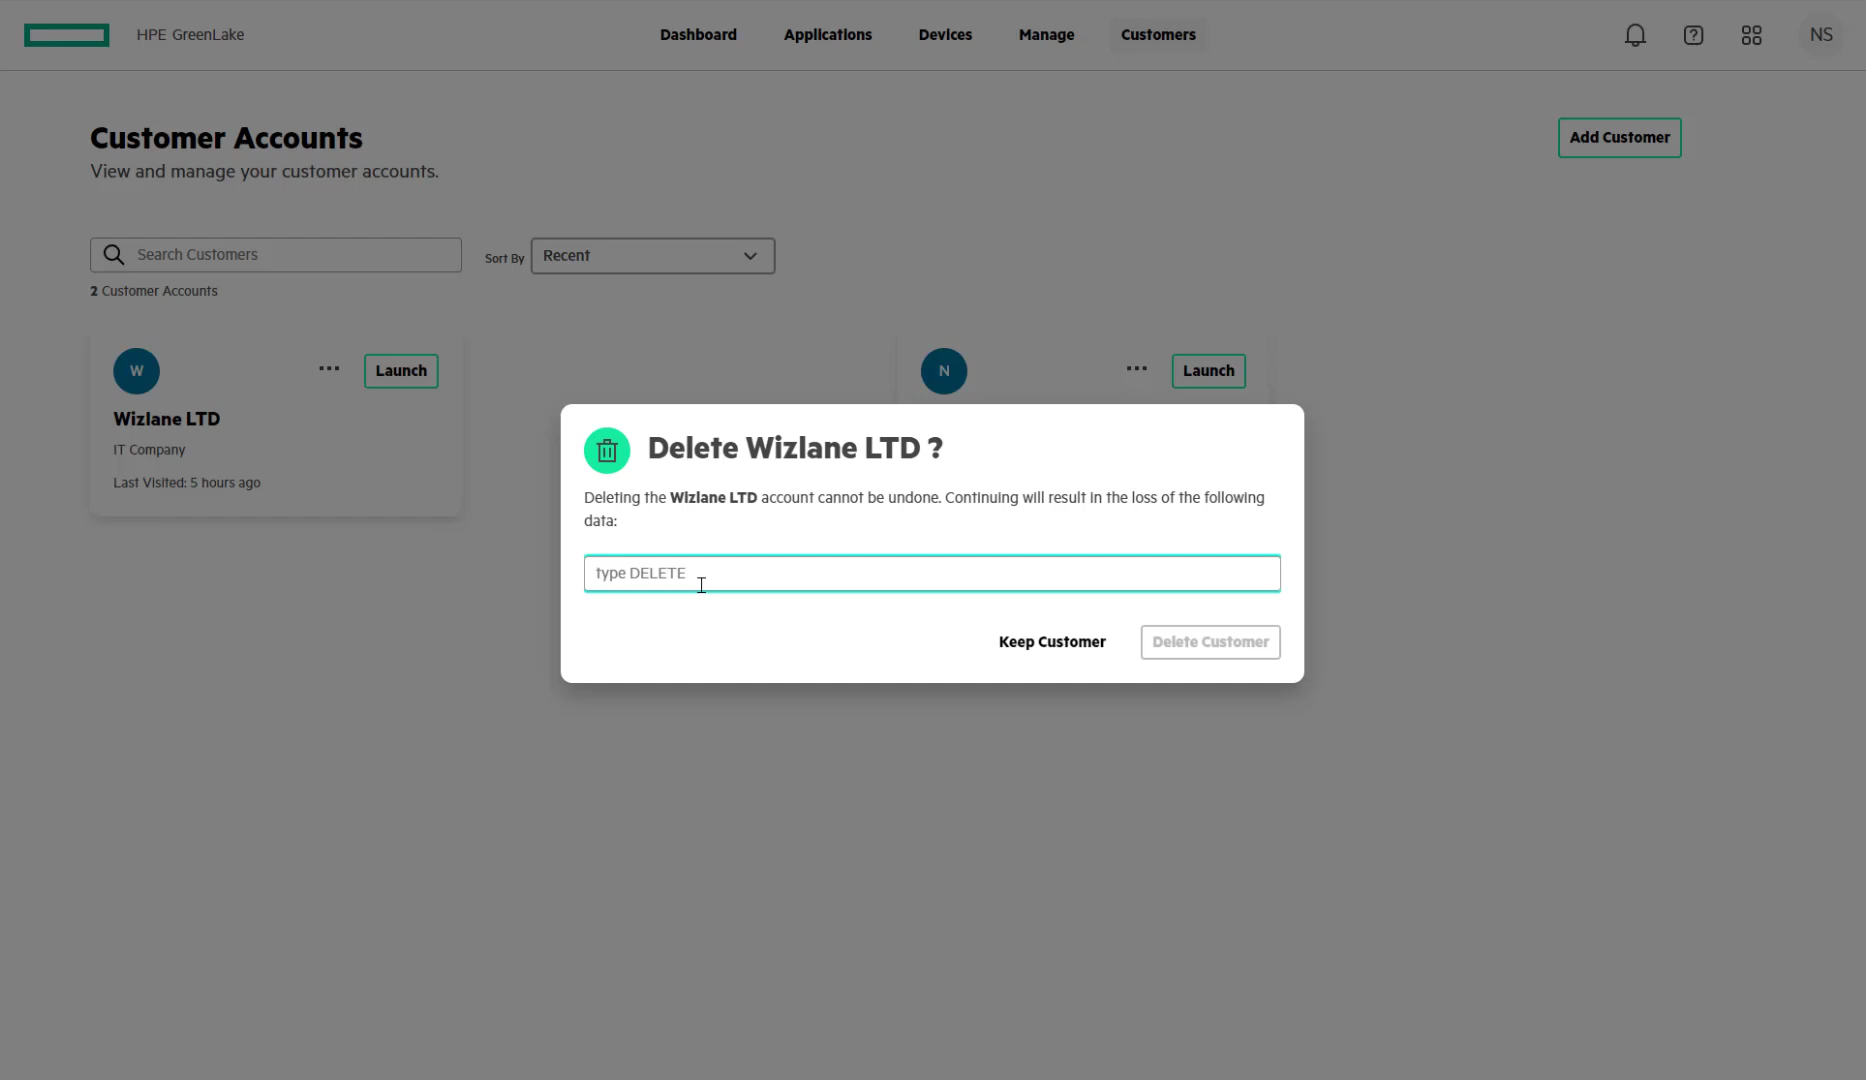 HPE GreenLake
Dashboard
Applications
Devices
Manage
Customers
NS
Customer Accounts
View and manage your customer accounts.
Add Customer
Search Customers
Sort By
Recent
2 Customer Accounts
W
Launch
Wizlane LTD
IT Company
Last Visited: 5 hours ago
N
Launch
Delete Wizlane LTD ?
Deleting the Wizlane LTD account cannot be undone. Continuing will result in the loss of the following
data:
type DELETE
Keep Customer
Delete Customer